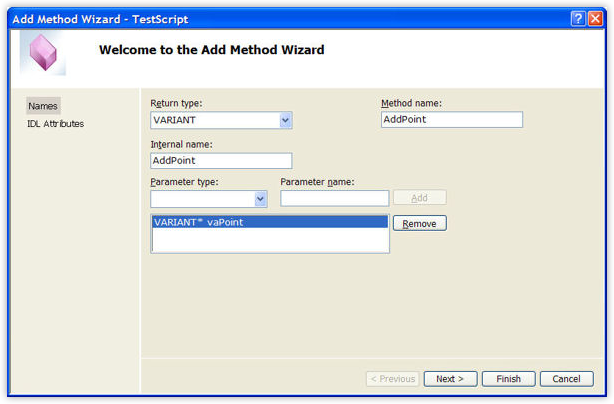 Add Method Wizard - TestScript
Welcome to the Add Method Wizard
Names
IDL Attributes
Return type:
Method name:
VARIANT
AddPoint
Internal name:
AddPoint
Parameter type:
Parameter name:
Add
VARIANT* vaPoint
Remove
< Previous
Next >
Finish
Cancel